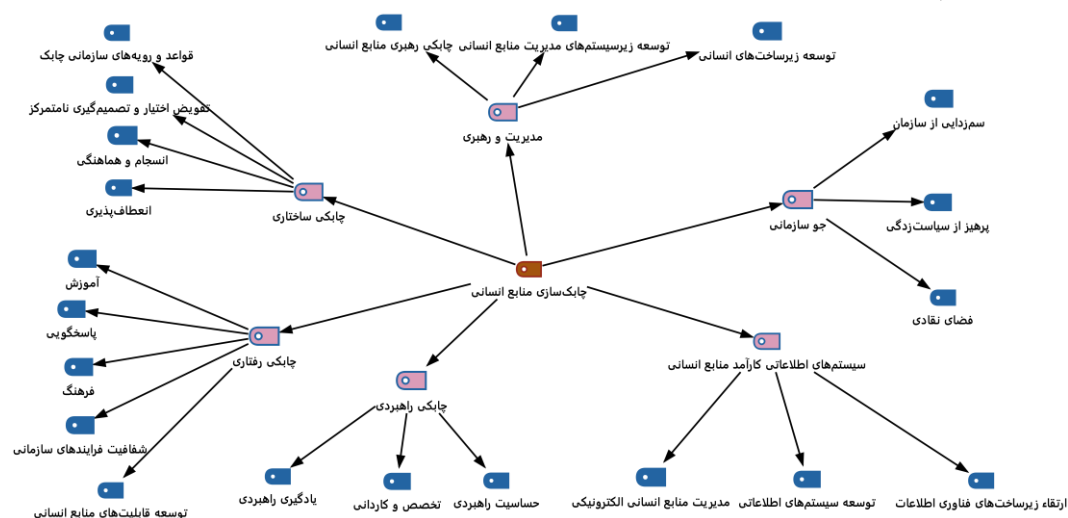 چابکی رهبری منابع انسانی
توسعه زیرسیستم‌های مدیریت منابع انسانی
توسعه زیرساخت‌های انسانی
قواعد و رویه‌های سازمانی چابک
تفویض اختیار و تصمیم‌گیری نامتمرکز
انسجام و هماهنگی
انعطاف‌پذیری
مدیریت و رهبری
چابکی ساختاری
سم‌زدایی از سازمان
پرهیز از سیاست‌زدگی
جو سازمانی
فضای نقادی
چابک‌سازی منابع انسانی
آموزش
پاسخگویی
فرهنگ
شفافیت فرایندهای سازمانی
توسعه قابلیت‌های منابع انسانی
چابکی رفتاری
چابکی راهبردی
سیستم‌های اطلاعاتی کارآمد منابع انسانی
یادگیری راهبردی
تخصص و کاردانی
حساسیت راهبردی
مدیریت منابع انسانی الکترونیکی
توسعه سیستم‌های اطلاعاتی
ارتقاء زیرساخت‌های فناوری اطلاعات